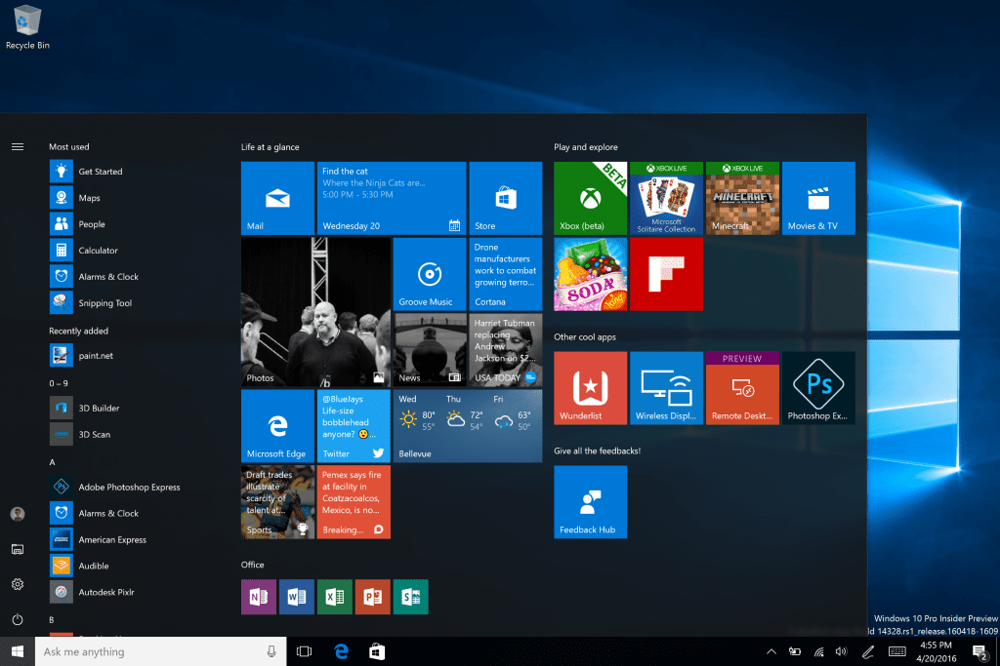 Recycle Bin
Most used
Get Started
Maps
People
Calculator
Alarms & Clock
Snipping Tool
Recently added
paint.net
0 – 9
3D Builder
3D Scan
A
Adobe Photoshop Express
Alarms & Clock
American Express
Audible
Autodesk Pixlr
B
Life at a glance
Mail
Find the cat
Where the Ninja Cats are...
5:00 PM - 5:30 PM
Wednesday 20
Store
Photos
Groove Music
Drone
manufacturers
work to combat
growing terro...
Cortana
News
Harriet Tubman
replacing
Andrew
Jackson on $2...
USA TODAY
Microsoft Edge
@BlueJays
Life-size
bobblehead
anyone? 😮...
Twitter
Wed
80°
55°
Thu
72°
54°
Fri
63°
50°
Bellevue
Draft trades
illustrate
scarcity of
talent at...
Sports
Pemex says fire
at facility in
Coatzacoalcos,
Mexico, is no...
Breaking...
Office
N
W
X
P
S
Play and explore
BETA
Xbox (beta)
XBOX LIVE
Microsoft
Solitaire Collection
XBOX LIVE
MINECRAFT
Minecraft
Movies & TV
SODA
King
Other cool apps
Wunderlist
Wireless Displ...
PREVIEW
Remote Deskt...
Ps
Photoshop Ex...
Give all the feedbacks!
Feedback Hub
Windows 10 Pro Insider Preview
ld 14328.rs1_release.160418-1609
Ask me anything
4:55 PM
4/20/2016
2